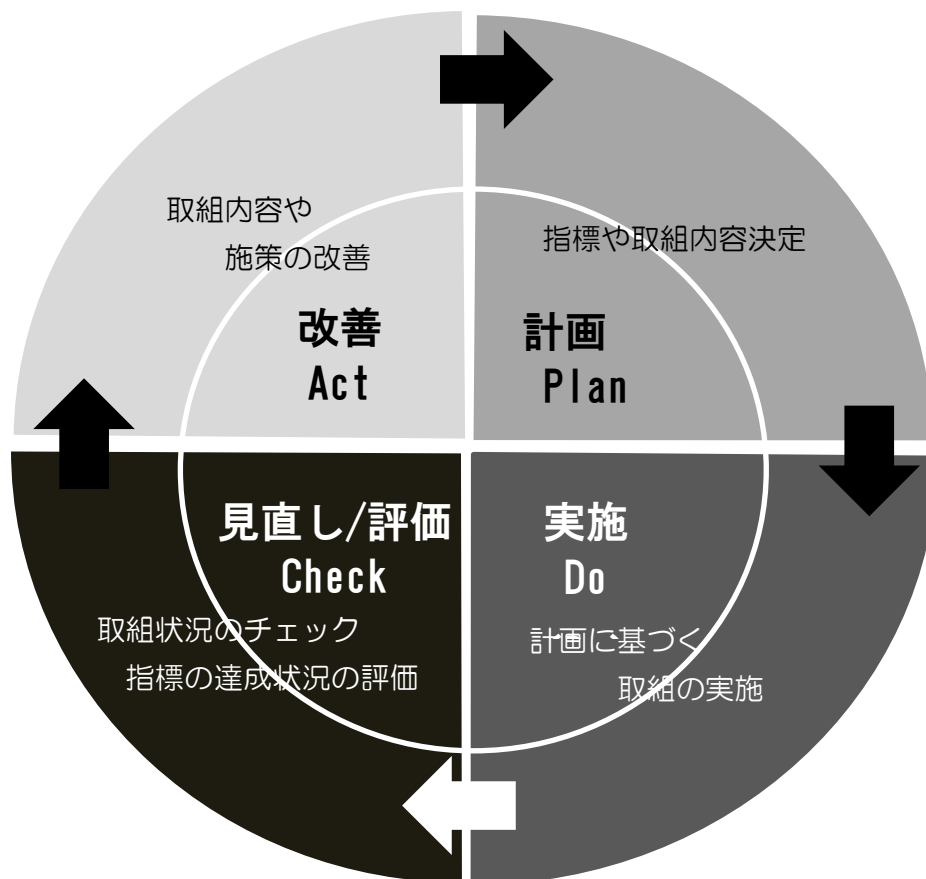 取組内容や
施策の改善
改善
Act
指標や取組内容決定
計画
Plan
見直し/評価
Check
取組状況のチェック
指標の達成状況の評価
実施
Do
計画に基づく
取組の実施